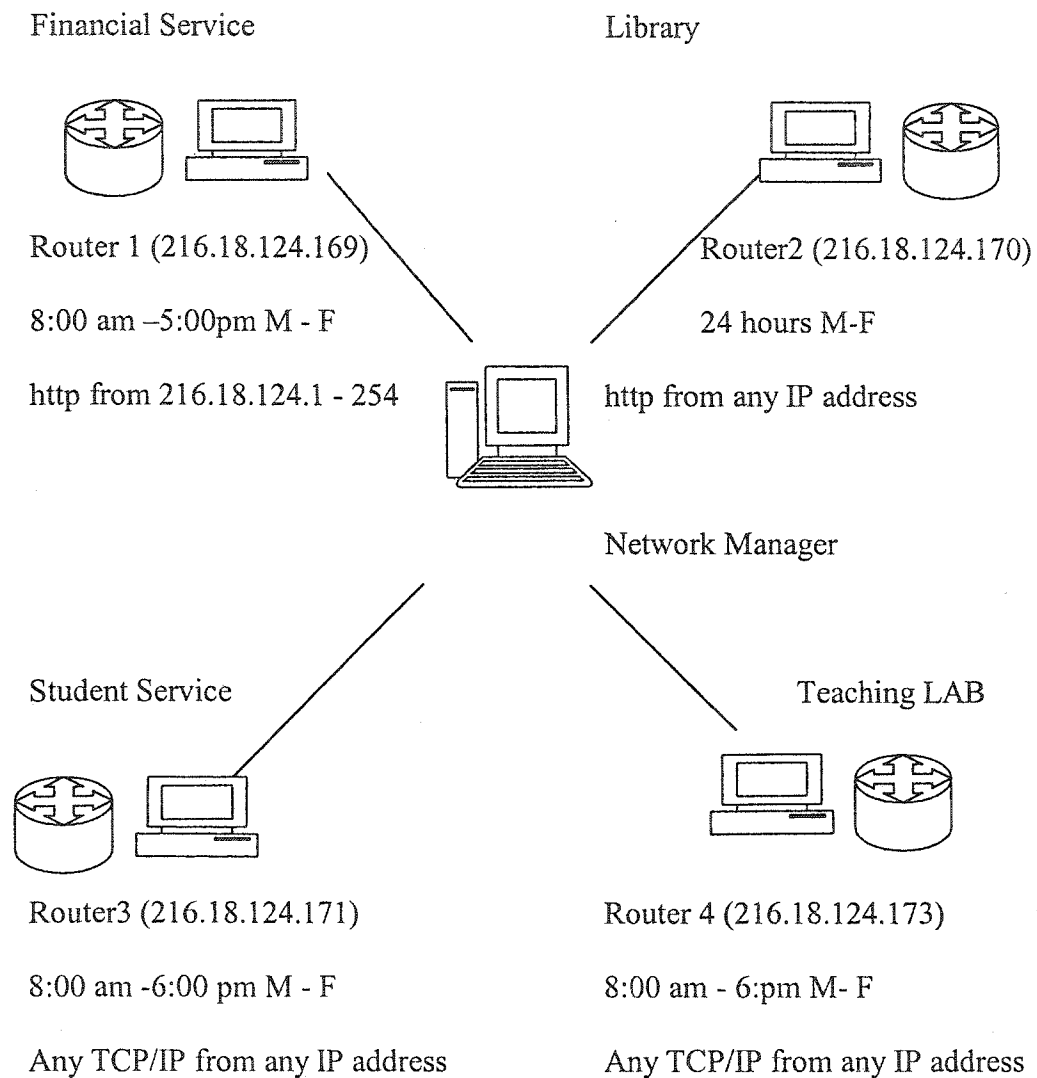 Financial Service
Library
Router 1 (216.18.124.169)
Router2 (216.18.124.170)
8:00 am –5:00pm M - F
24 hours M-F
http from 216.18.124.1 - 254
http from any IP address
Network Manager
Student Service
Teaching LAB
Router3 (216.18.124.171)
Router 4 (216.18.124.173)
8:00 am -6:00 pm M - F
8:00 am - 6:pm M- F
Any TCP/IP from any IP address
Any TCP/IP from any IP address